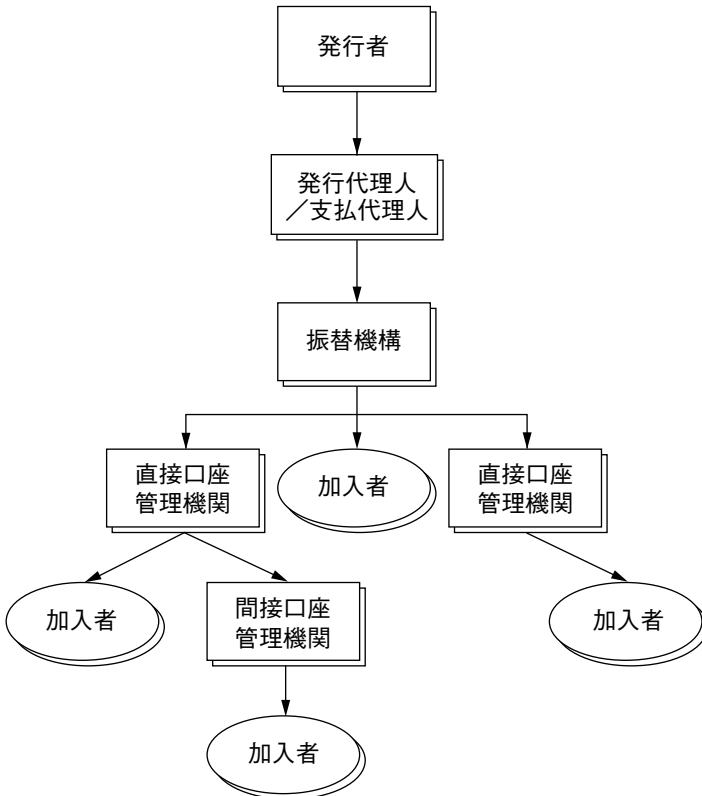 発行者
発行代理人
／支払代理人
振替機構
直接口座
管理機関
加入者
直接口座
管理機関
加入者
間接口座
管理機関
加入者
加入者